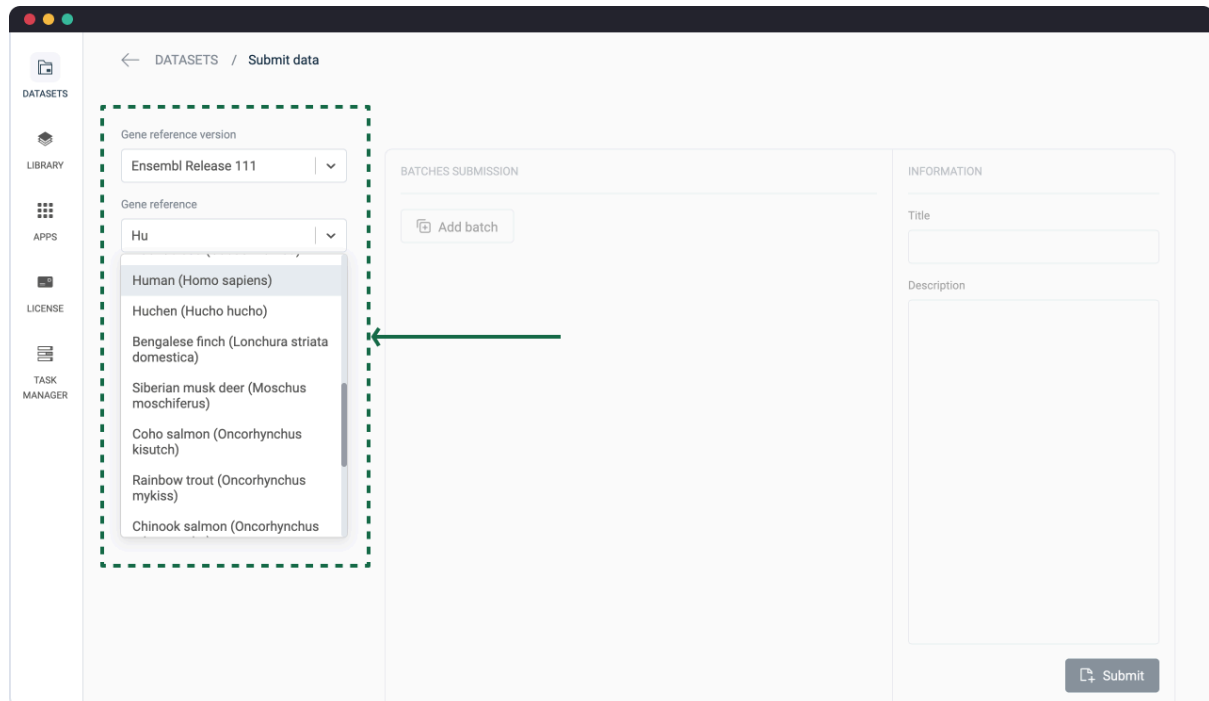 DATASETS / Submit data
DATASETS
LIBRARY
APPS
LICENSE
TASK
MANAGER
Gene reference version
Ensembl Release 111
Gene reference
Hu
Human (Homo sapiens)
Huchen (Hucho hucho)
Bengalese finch (Lonchura striata
domestica)
Siberian musk deer (Moschus
moschiferus)
Coho salmon (Oncorhynchus
kisutch)
Rainbow trout (Oncorhynchus
mykiss)
Chinook salmon (Oncorhynchus
BATCHES SUBMISSION
Add batch
INFORMATION
Title
Description
Submit